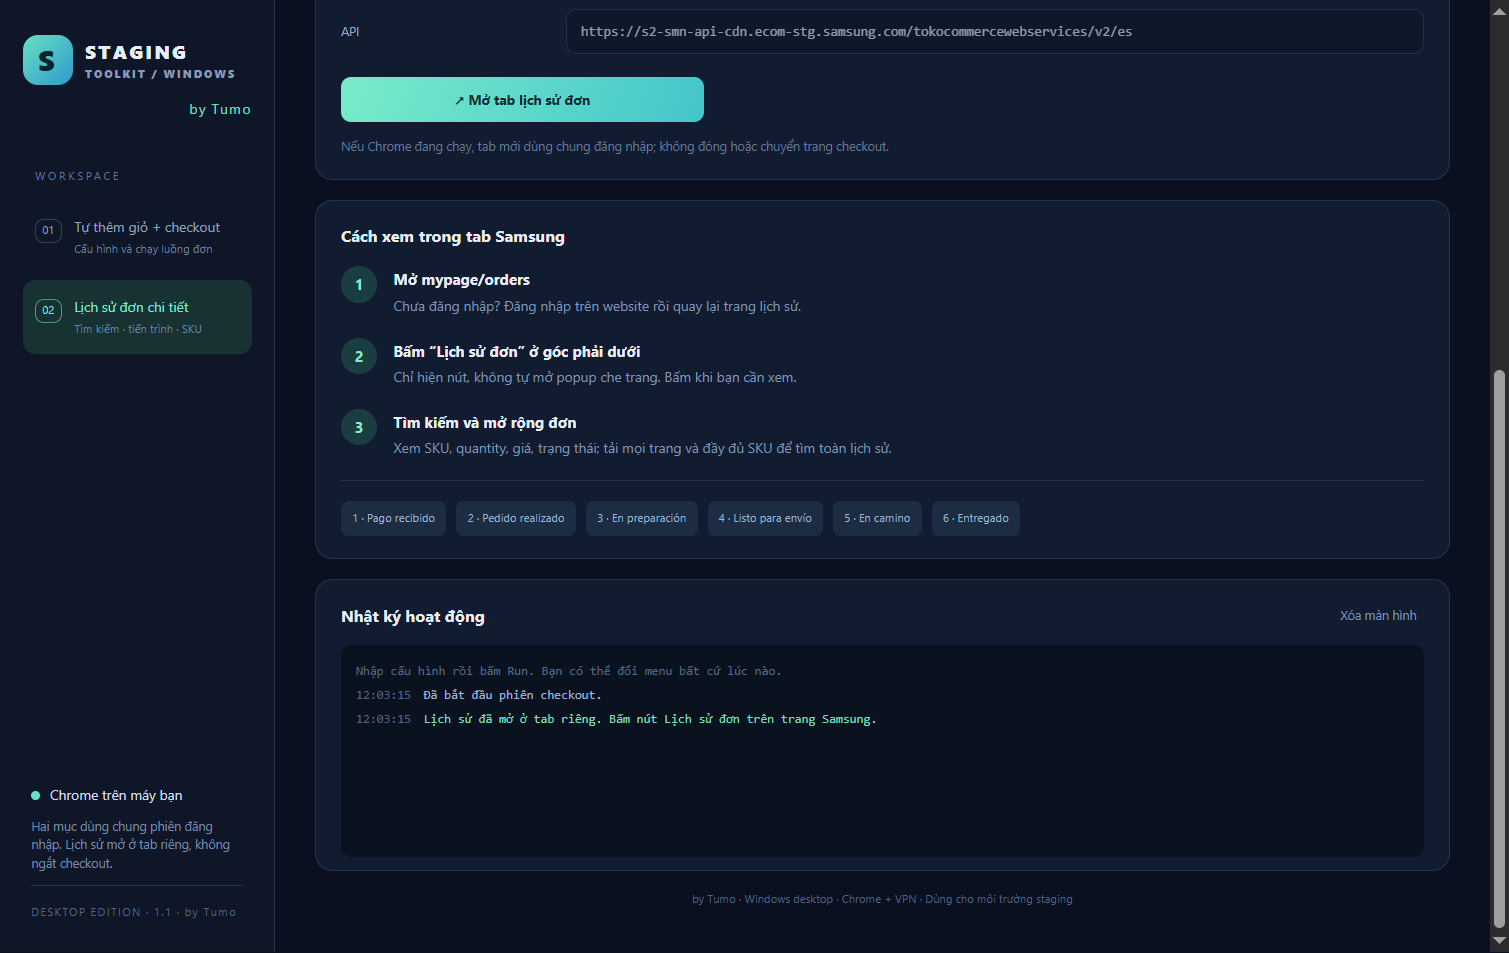 S
STAGING
TOOLKIT / WINDOWS
by Tumo
WORKSPACE
01
Tự thêm giỏ + checkout
Cấu hình và chạy luồng đơn
02
Lịch sử đơn chi tiết
Tìm kiếm · tiến trình · SKU
Chrome trên máy bạn
Hai mục dùng chung phiên đăng
nhập. Lịch sử mở ở tab riêng, không
ngắt checkout.
DESKTOP EDITION · 1.1 · by Tumo
API
https://s2-smn-api-cdn.ecom-stg.samsung.com/tokocommercewebservices/v2/es
↗ Mở tab lịch sử đơn
Nếu Chrome đang chạy, tab mới dùng chung đăng nhập; không đóng hoặc chuyển trang checkout.
Cách xem trong tab Samsung
1
Mở mypage/orders
Chưa đăng nhập? Đăng nhập trên website rồi quay lại trang lịch sử.
2
Bấm “Lịch sử đơn” ở góc phải dưới
Chỉ hiện nút, không tự mở popup che trang. Bấm khi bạn cần xem.
3
Tìm kiếm và mở rộng đơn
Xem SKU, quantity, giá, trạng thái; tải mọi trang và đầy đủ SKU để tìm toàn lịch sử.
1 · Pago recibido
2 · Pedido realizado
3 · En preparación
4 · Listo para envío
5 · En camino
6 · Entregado
Nhật ký hoạt động
Xóa màn hình
Nhập cấu hình rồi bấm Run. Bạn có thể đổi menu bất cứ lúc nào.
12:03:15 Đã bắt đầu phiên checkout.
12:03:15 Lịch sử đã mở ở tab riêng. Bấm nút Lịch sử đơn trên trang Samsung.
by Tumo · Windows desktop · Chrome + VPN · Dùng cho môi trường staging